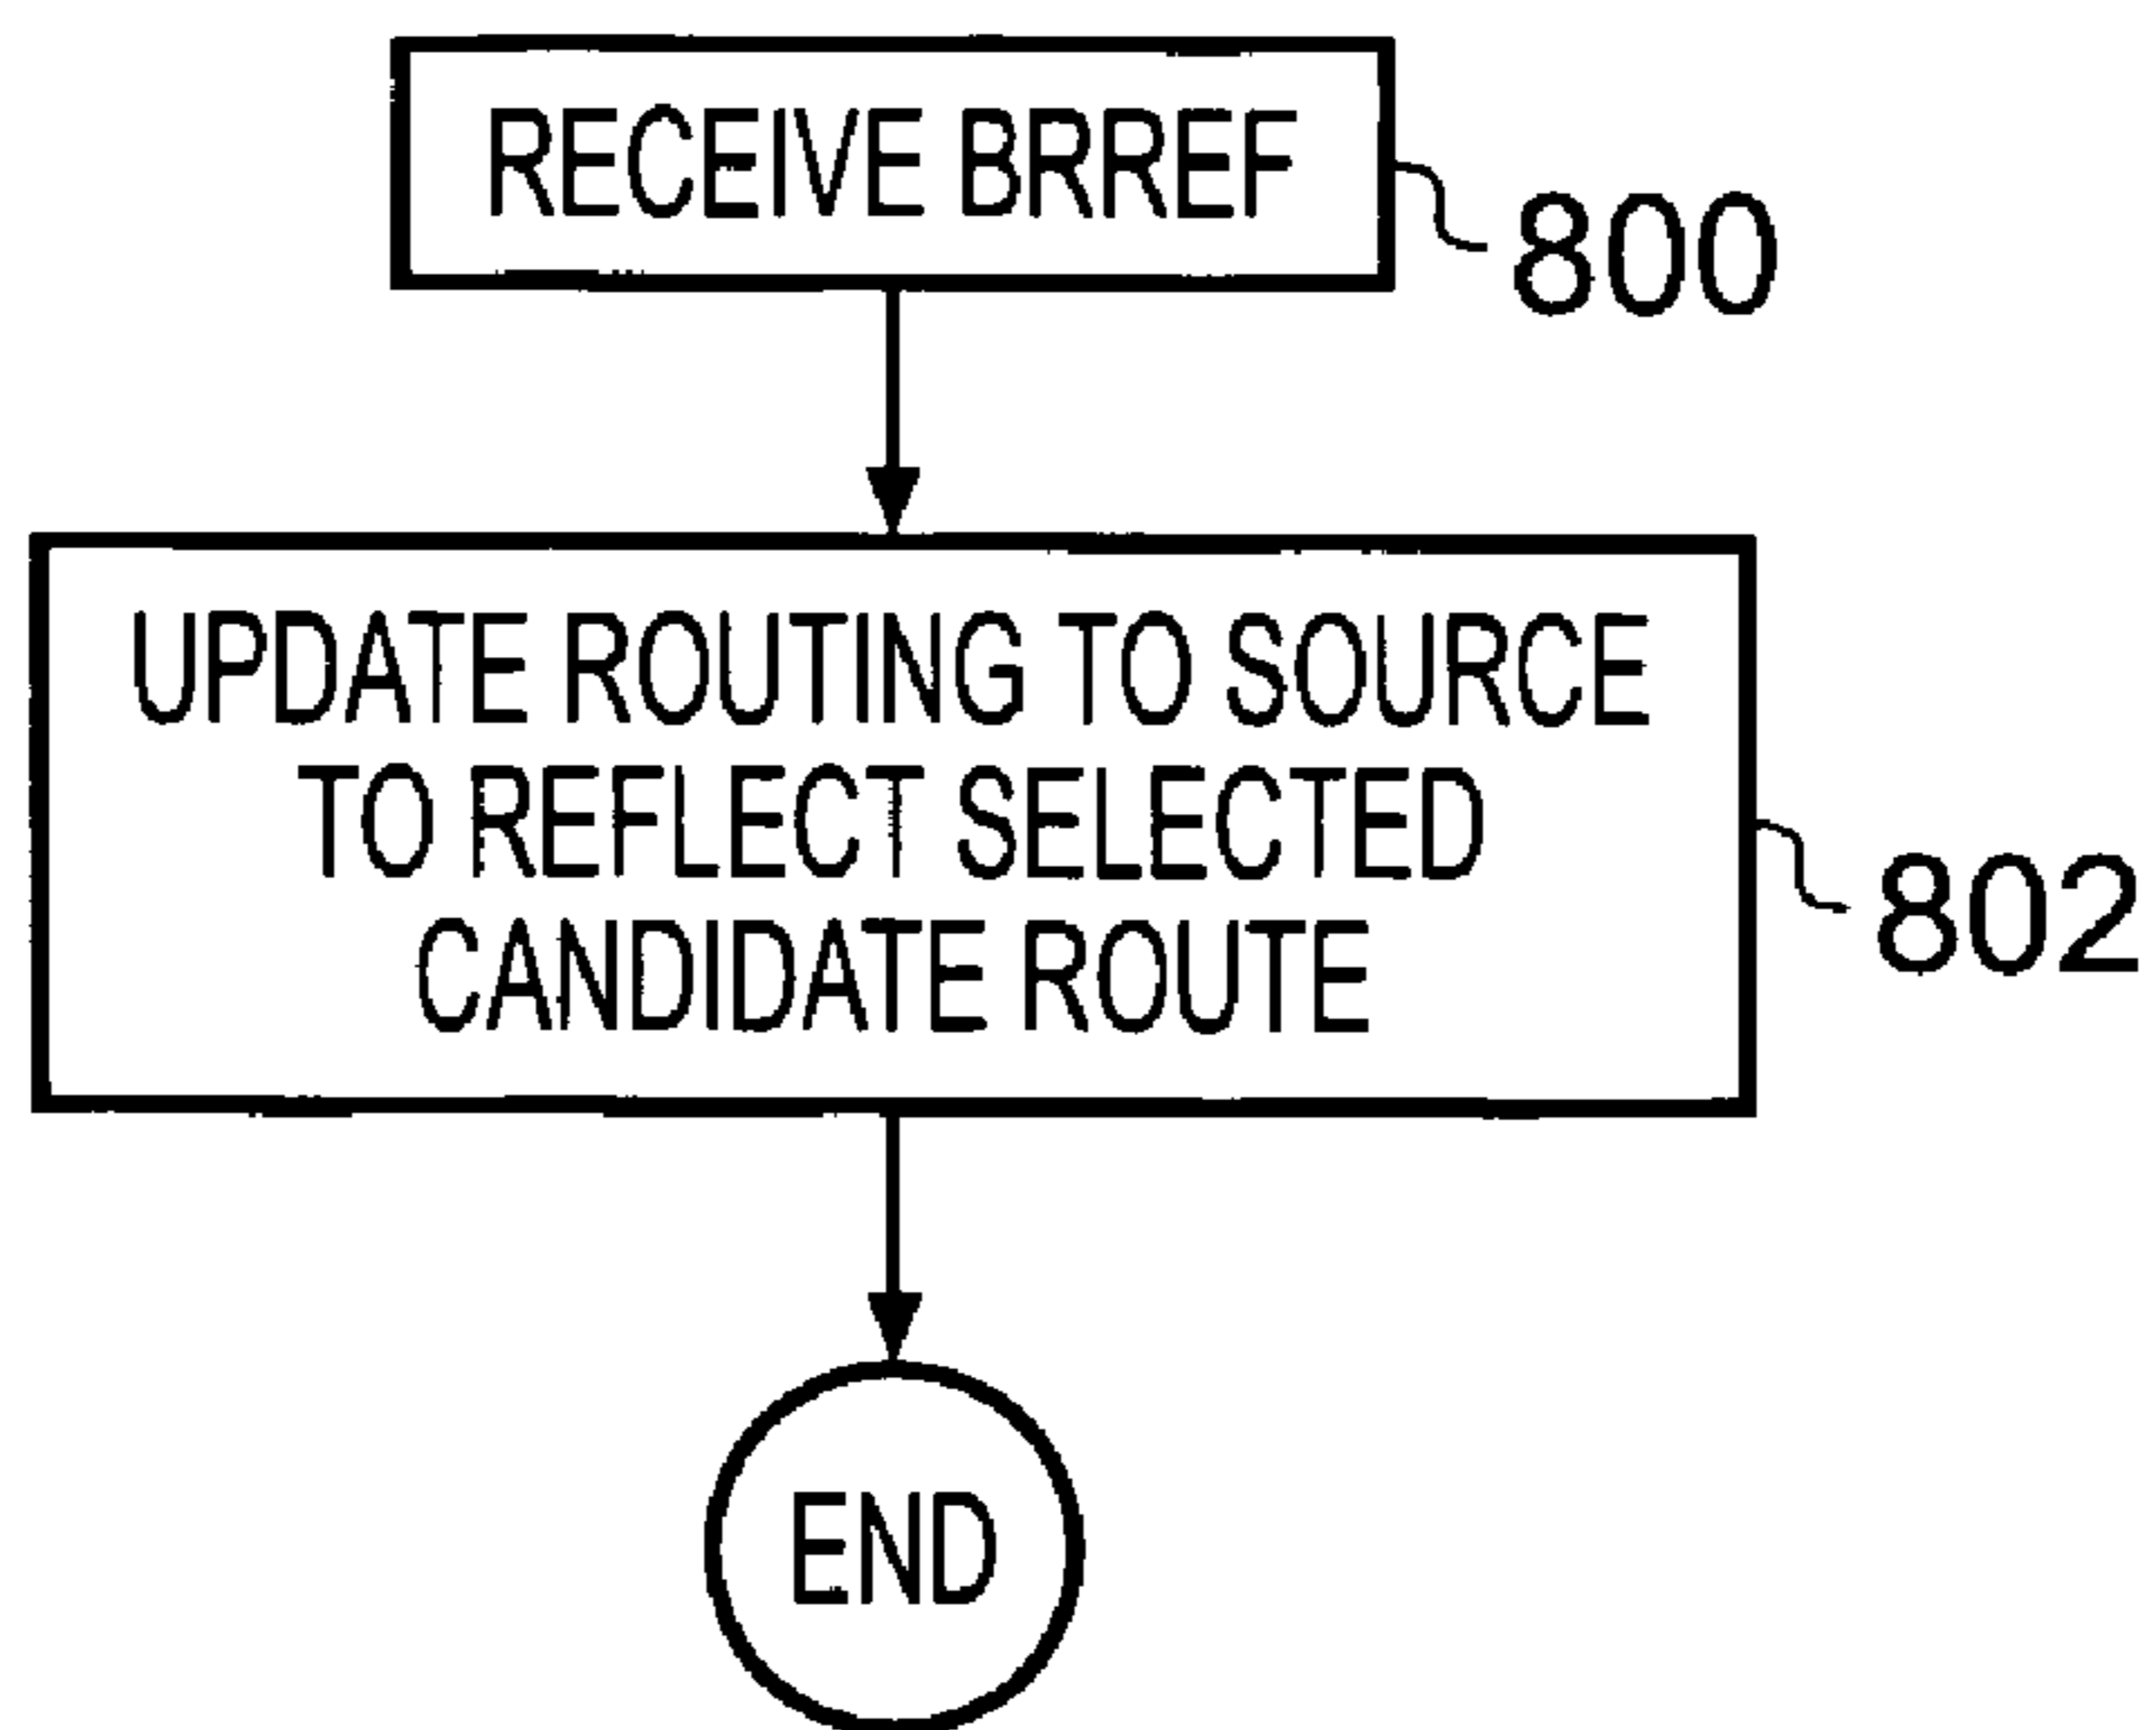 RECEIVE BRREF
800
UPDATE ROUTING TO SOURCE
TO REFLECT SELECTED
CANDIDATE ROUTE
802
END